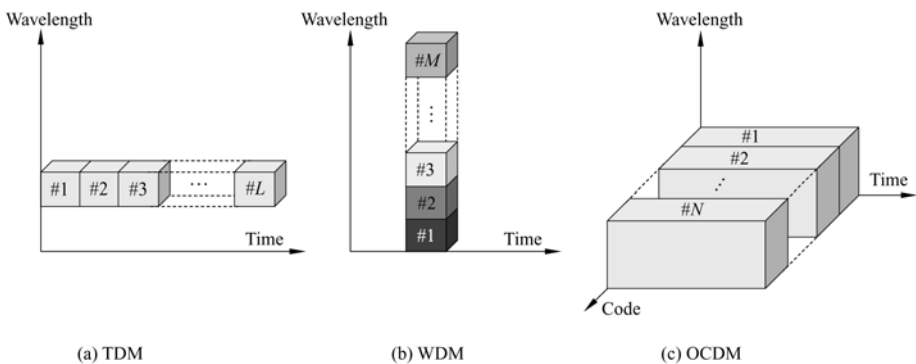 Wavelength
#1 #2 #3 ... #L
Time
(a) TDM
Wavelength
#M
⋮
#3
#2
#1
Time
(b) WDM
Wavelength
#1
#2
⋰
#N
Time
Code
(c) OCDM